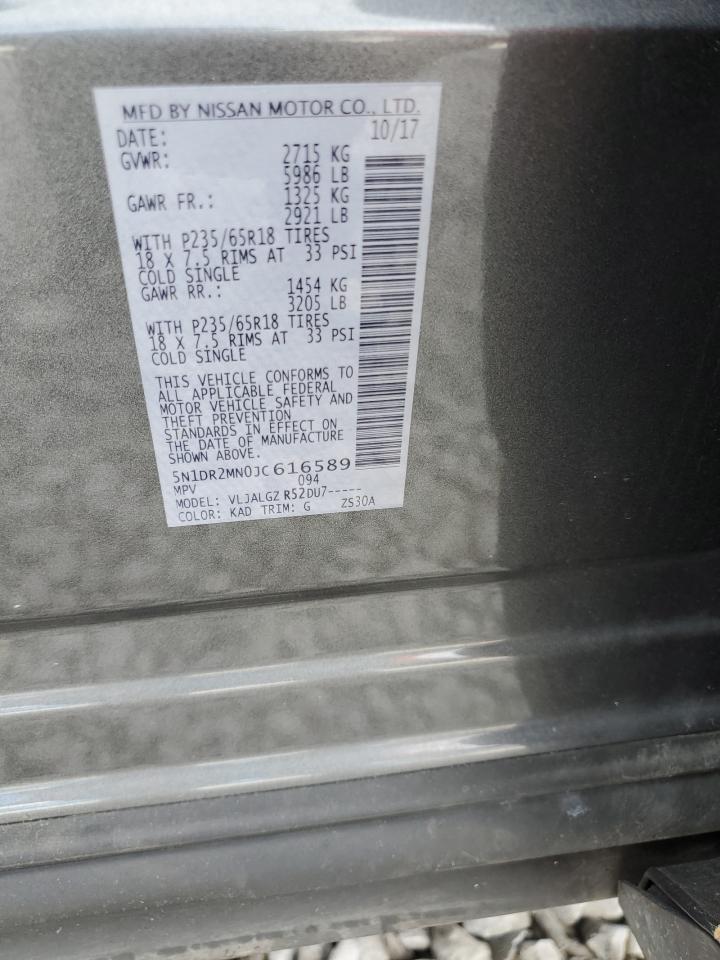 MFD BY NISSAN MOTOR CO., LTD.
DATE: 10/17
GVWR: 2715 KG
5986 LB
GAWR FR.: 1325 KG
2921 LB
WITH P235/65R18 TIRES
18 X 7.5 RIMS AT 33 PSI
COLD SINGLE
GAWR RR.: 1454 KG
3205 LB
WITH P235/65R18 TIRES
18 X 7.5 RIMS AT 33 PSI
COLD SINGLE
THIS VEHICLE CONFORMS TO
ALL APPLICABLE FEDERAL
MOTOR VEHICLE SAFETY AND
THEFT PREVENTION
STANDARDS IN EFFECT ON
THE DATE OF MANUFACTURE
SHOWN ABOVE.
5N1DR2MN0JC616589
MPV 094
MODEL: VLJALGZ R52DU7-----
COLOR: KAD TRIM: G ZS30A